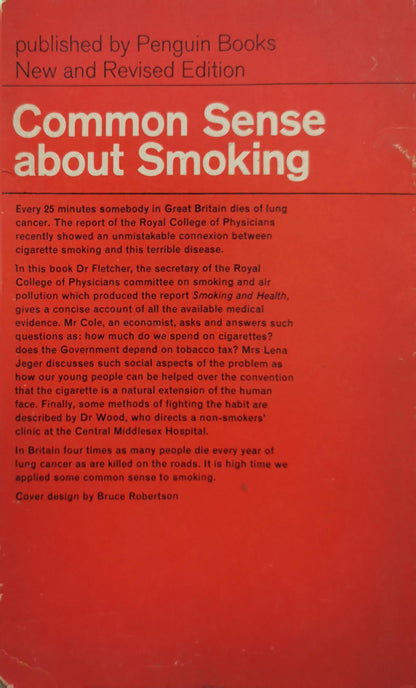 published by Penguin Books
New and Revised Edition
Common Sense
about Smoking
Every 25 minutes somebody in Great Britain dies of lung
cancer. The report of the Royal College of Physicians
recently showed an unmistakable connexion between
cigarette smoking and this terrible disease.
In this book Dr Fletcher, the secretary of the Royal
College of Physicians committee on smoking and air
pollution which produced the report Smoking and Health,
gives a concise account of all the available medical
evidence. Mr Cole, an economist, asks and answers such
questions as: how much do we spend on cigarettes?
does the Government depend on tobacco tax? Mrs Lena
Jeger discusses such social aspects of the problem as
how our young people can be helped over the convention
that the cigarette is a natural extension of the human
face. Finally, some methods of fighting the habit are
described by Dr Wood, who directs a non-smokers'
clinic at the Central Middlesex Hospital.
In Britain four times as many people die every year of
lung cancer as are killed on the roads. It is high time we
applied some common sense to smoking.
Cover design by Bruce Robertson